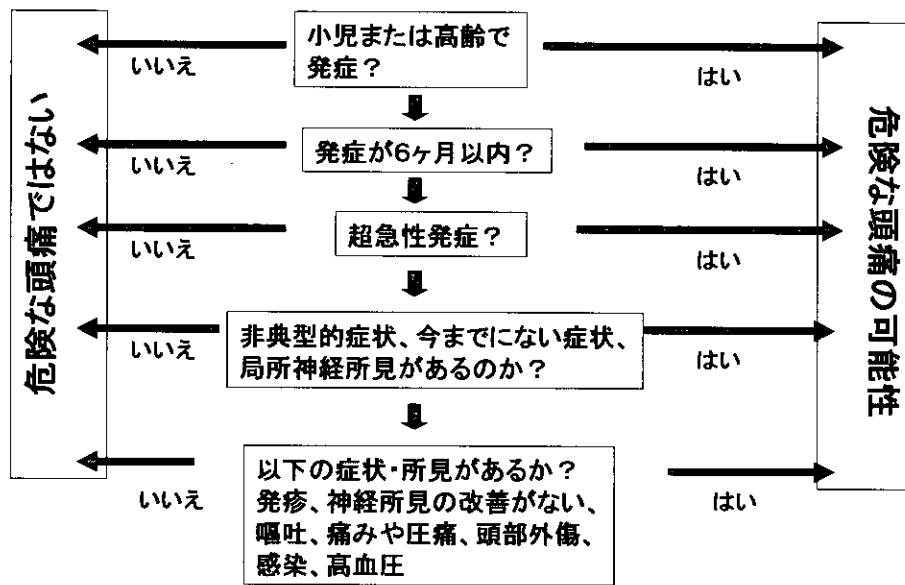 小児または高齢で
発症？
いいえ
はい
発症が6ヶ月以内？
いいえ
はい
超急性発症？
いいえ
はい
非典型的症状、今までにない症状、
局所神経所見があるのか？
いいえ
はい
以下の症状・所見があるか？
発疹、神経所見の改善がない、
嘔吐、痛みや圧痛、頭部外傷、
感染、高血圧
いいえ
はい
危険な頭痛ではない
危険な頭痛の可能性